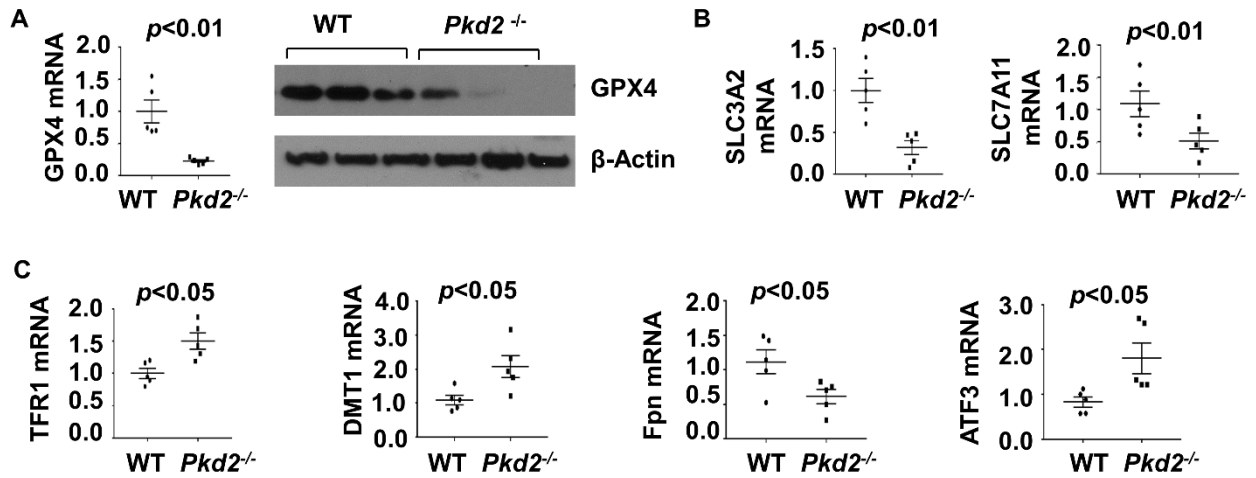 A
GPX4 mRNA
p<0.01
2.0
1.5
1.0
0.5
0.0
WT Pkd2-/-
WT Pkd2 -/-
GPX4
β-Actin
B
SLC3A2
mRNA
p<0.01
1.5
1.0
0.5
0.0
WT Pkd2-/-
SLC7A11
mRNA
p<0.01
2.0
1.5
1.0
0.5
0.0
WT Pkd2-/-
C
TFR1 mRNA
p<0.05
2.0
1.5
1.0
0.5
0.0
WT Pkd2-/-
DMT1 mRNA
p<0.05
4.0
3.0
2.0
1.0
0.0
WT Pkd2-/-
Fpn mRNA
p<0.05
2.0
1.5
1.0
0.5
0.0
WT Pkd2-/-
ATF3 mRNA
p<0.05
3.0
2.0
1.0
0.0
WT Pkd2-/-